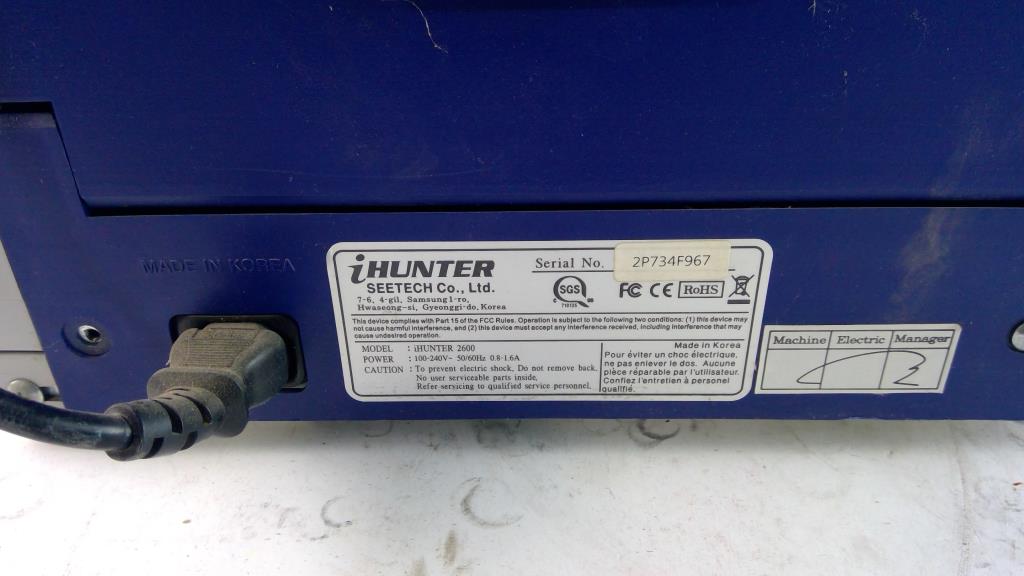 MADE IN KOREA
iHUNTER
SEETECH Co., Ltd.
7-6, 4-gil, Samsung1-ro,
Hwaseong-si, Gyeonggi-do, Korea
Serial No. 2P734F967
SGS
FC CE RoHS
This device complies with Part 15 of the FCC Rules. Operation is subject to the following two conditions: (1) this device may
not cause harmful interference, and (2) this device must accept any interference received, including interference that may
cause undesired operation.
MODEL : iHUNTER 2600
POWER : 100-240V~ 50/60Hz 0.8-1.6A
CAUTION : To prevent electric shock, Do not remove back.
No user serviceable parts inside,
Refer servicing to qualified service personnel.
Made in Korea
Pour éviter un choc électrique,
ne pas enlever le dos. Aucune
pièce réparable par l'utilisateur.
Confiez l'entretien à personel
qualifié.
Machine Electric Manager